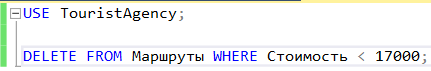 USE TouristAgency;
DELETE FROM Маршруты WHERE Стоимость < 17000;